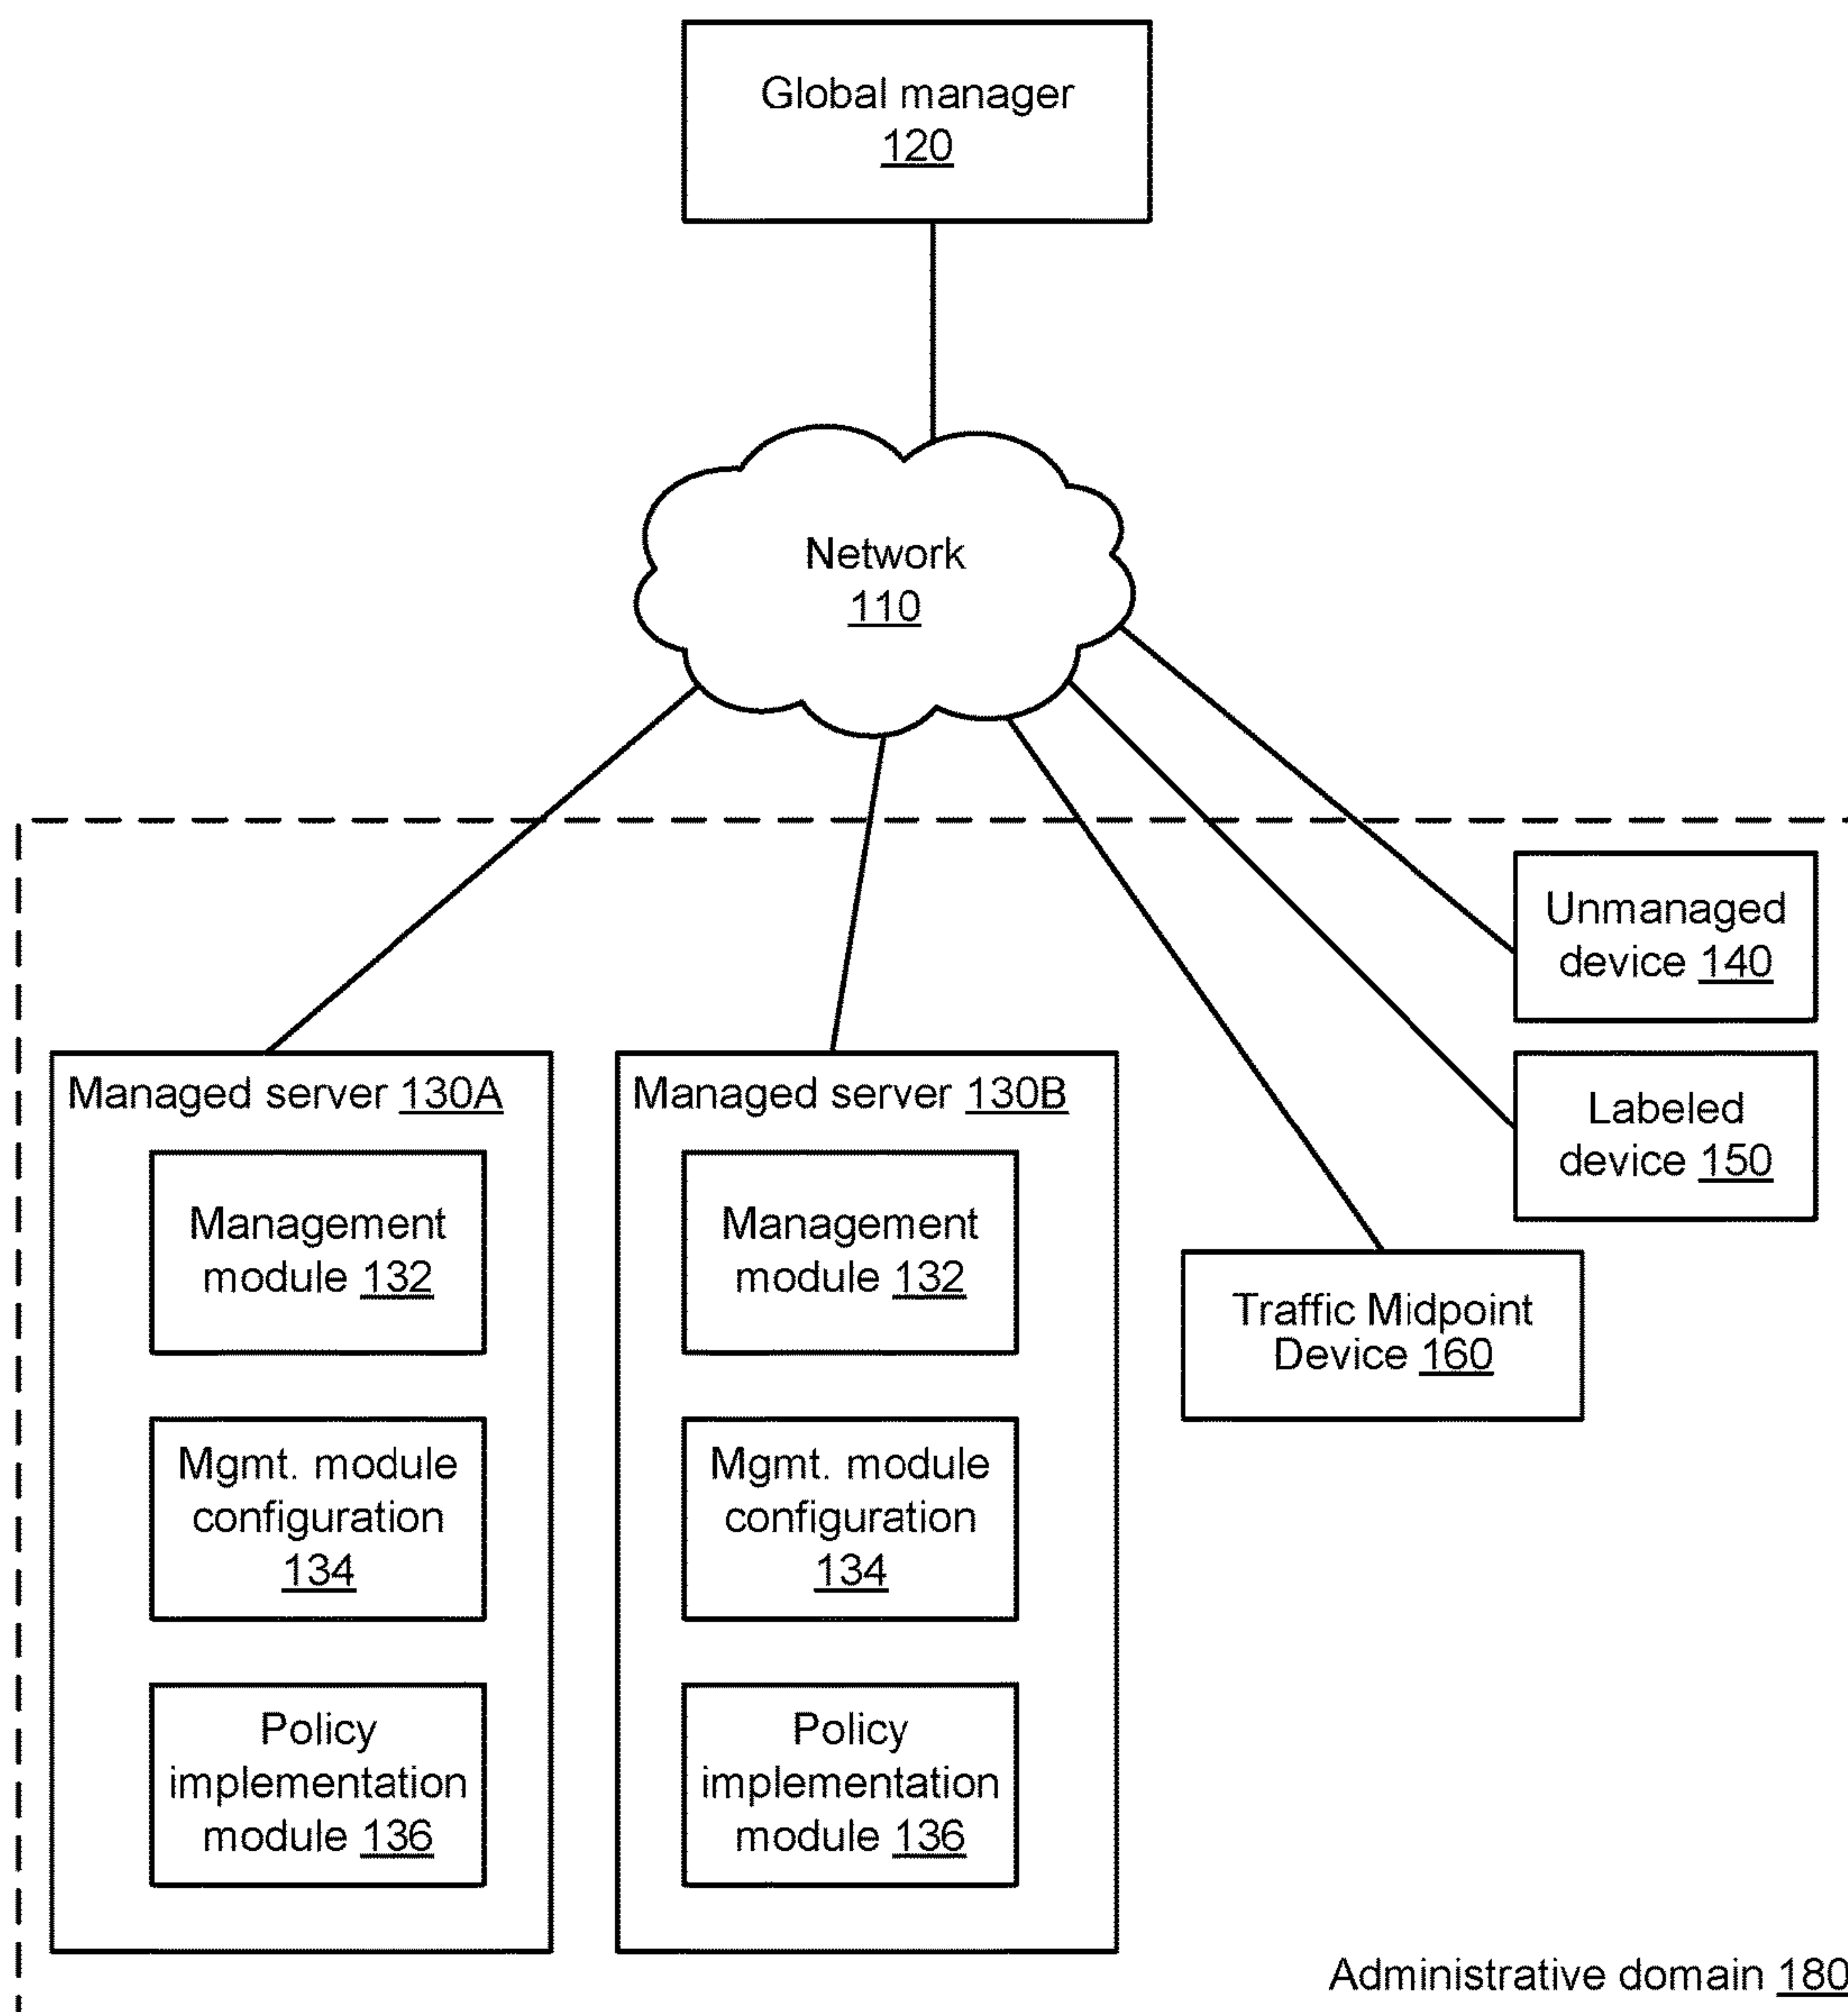 Global manager
120
Network
110
Unmanaged
device 140
Labeled
device 150
Traffic Midpoint
Device 160
Managed server 130A
Management
module 132
Mgmt. module
configuration
134
Policy
implementation
module 136
Managed server 130B
Management
module 132
Mgmt. module
configuration
134
Policy
implementation
module 136
Administrative domain 180